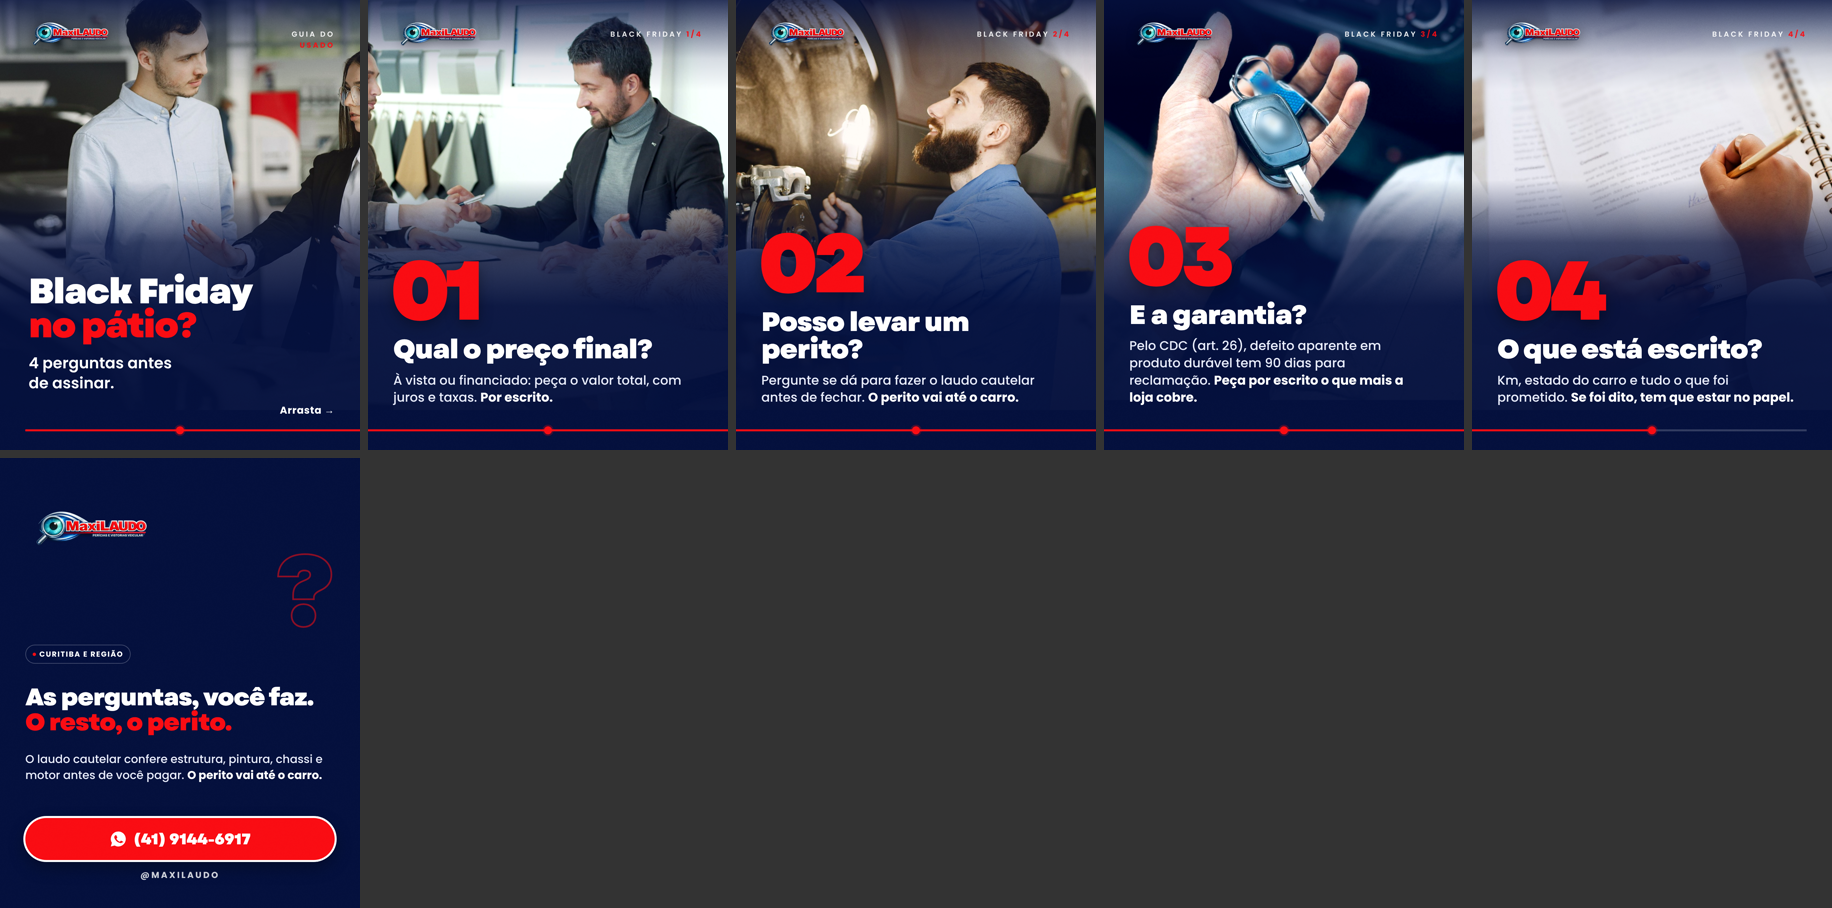 MaxiLAUDO
GUIA DO
USADO
Black Friday
no pátio?
4 perguntas antes
de assinar.
Arrasta →
MaxiLAUDO
BLACK FRIDAY 1/4
01
Qual o preço final?
À vista ou financiado: peça o valor total, com
juros e taxas. Por escrito.
MaxiLAUDO
BLACK FRIDAY 2/4
02
Posso levar um
perito?
Pergunte se dá para fazer o laudo cautelar
antes de fechar. O perito vai até o carro.
MaxiLAUDO
BLACK FRIDAY 3/4
03
E a garantia?
Pelo CDC (art. 26), defeito aparente em
produto durável tem 90 dias para
reclamação. Peça por escrito o que mais a
loja cobre.
MaxiLAUDO
BLACK FRIDAY 4/4
04
O que está escrito?
Km, estado do carro e tudo o que foi
prometido. Se foi dito, tem que estar no papel.
MaxiLAUDO
?
CURITIBA E REGIÃO
As perguntas, você faz.
O resto, o perito.
O laudo cautelar confere estrutura, pintura, chassi e
motor antes de você pagar. O perito vai até o carro.
(41) 9144-6917
@MAXILAUDO